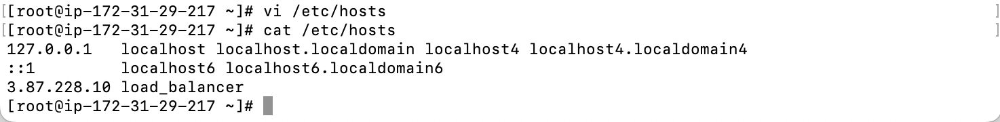 [[root@ip-172-31-29-217 ~]# vi /etc/hosts ]
[[root@ip-172-31-29-217 ~]# cat /etc/hosts ]
127.0.0.1   localhost localhost.localdomain localhost4 localhost4.localdomain4
::1         localhost6 localhost6.localdomain6
3.87.228.10 load_balancer
[root@ip-172-31-29-217 ~]#